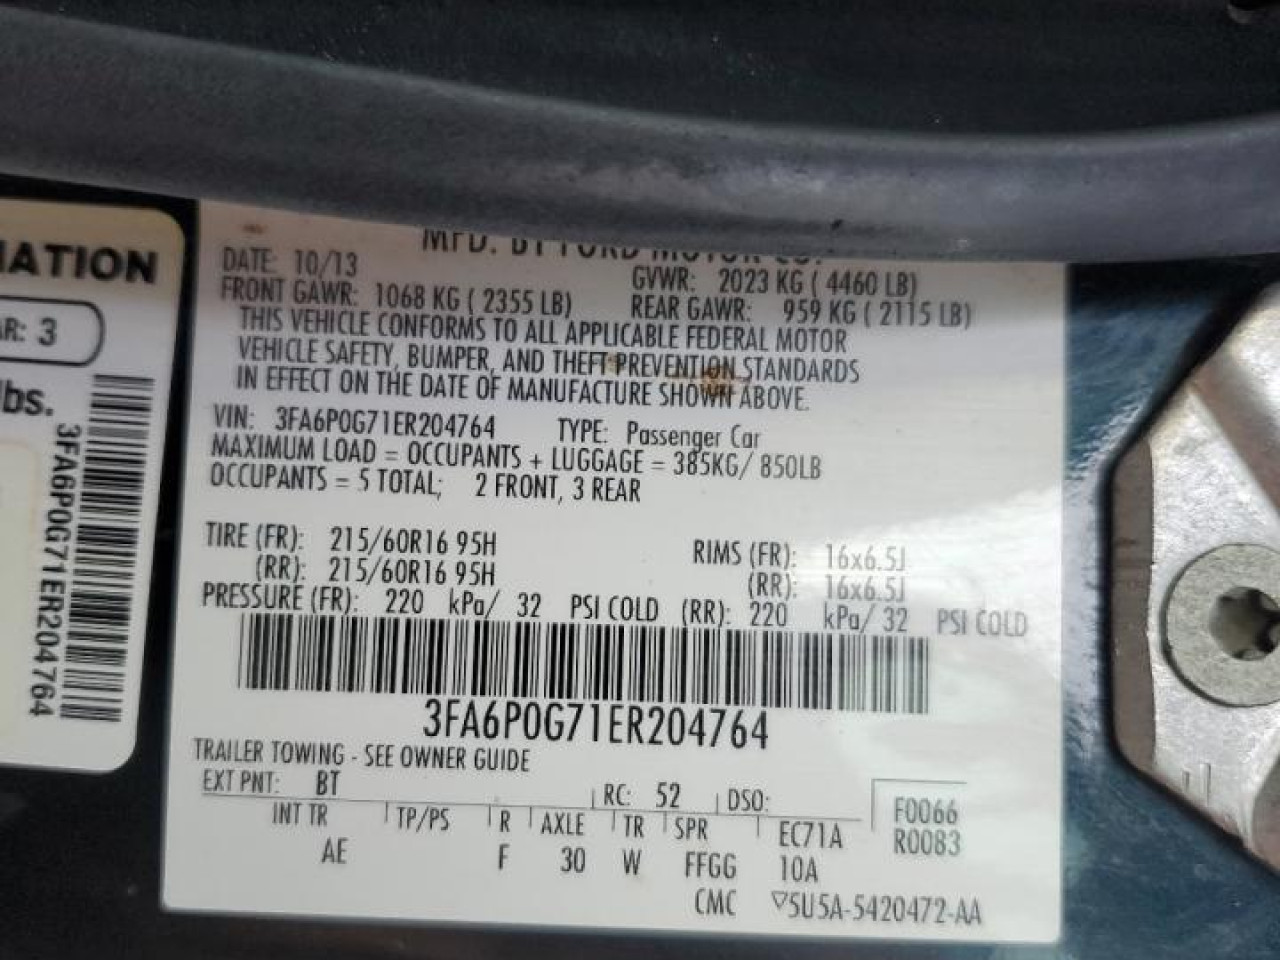 MFD. BY FORD MOTOR CO.
DATE: 10/13 GVWR: 2023 KG ( 4460 LB)
FRONT GAWR: 1068 KG ( 2355 LB) REAR GAWR: 959 KG ( 2115 LB)
THIS VEHICLE CONFORMS TO ALL APPLICABLE FEDERAL MOTOR
VEHICLE SAFETY, BUMPER, AND THEFT PREVENTION STANDARDS
IN EFFECT ON THE DATE OF MANUFACTURE SHOWN ABOVE.
VIN: 3FA6P0G71ER204764 TYPE: Passenger Car
MAXIMUM LOAD = OCCUPANTS + LUGGAGE = 385KG/ 850LB
OCCUPANTS = 5 TOTAL; 2 FRONT, 3 REAR
TIRE (FR): 215/60R16 95H RIMS (FR): 16x6.5J
(RR): 215/60R16 95H (RR): 16x6.5J
PRESSURE (FR): 220 kPa/ 32 PSI COLD (RR): 220 kPa/ 32 PSI COLD
3FA6P0G71ER204764
TRAILER TOWING - SEE OWNER GUIDE
EXT PNT: BT RC: 52 DSO: F0066
INT TR TP/PS R AXLE TR SPR EC71A R0083
AE F 30 W FFGG 10A
CMC ▽5U5A-5420472-AA
MATION
AR: 3
lbs.
3FA6P0G71ER204764